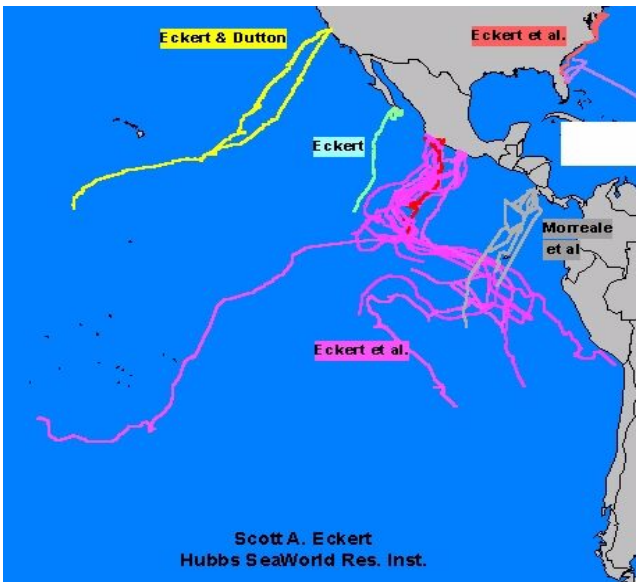 Eckert & Dutton
Eckert et al.
Eckert
Morreale
et al
Eckert et al.
Scott A. Eckert
Hubbs SeaWorld Res. Inst.